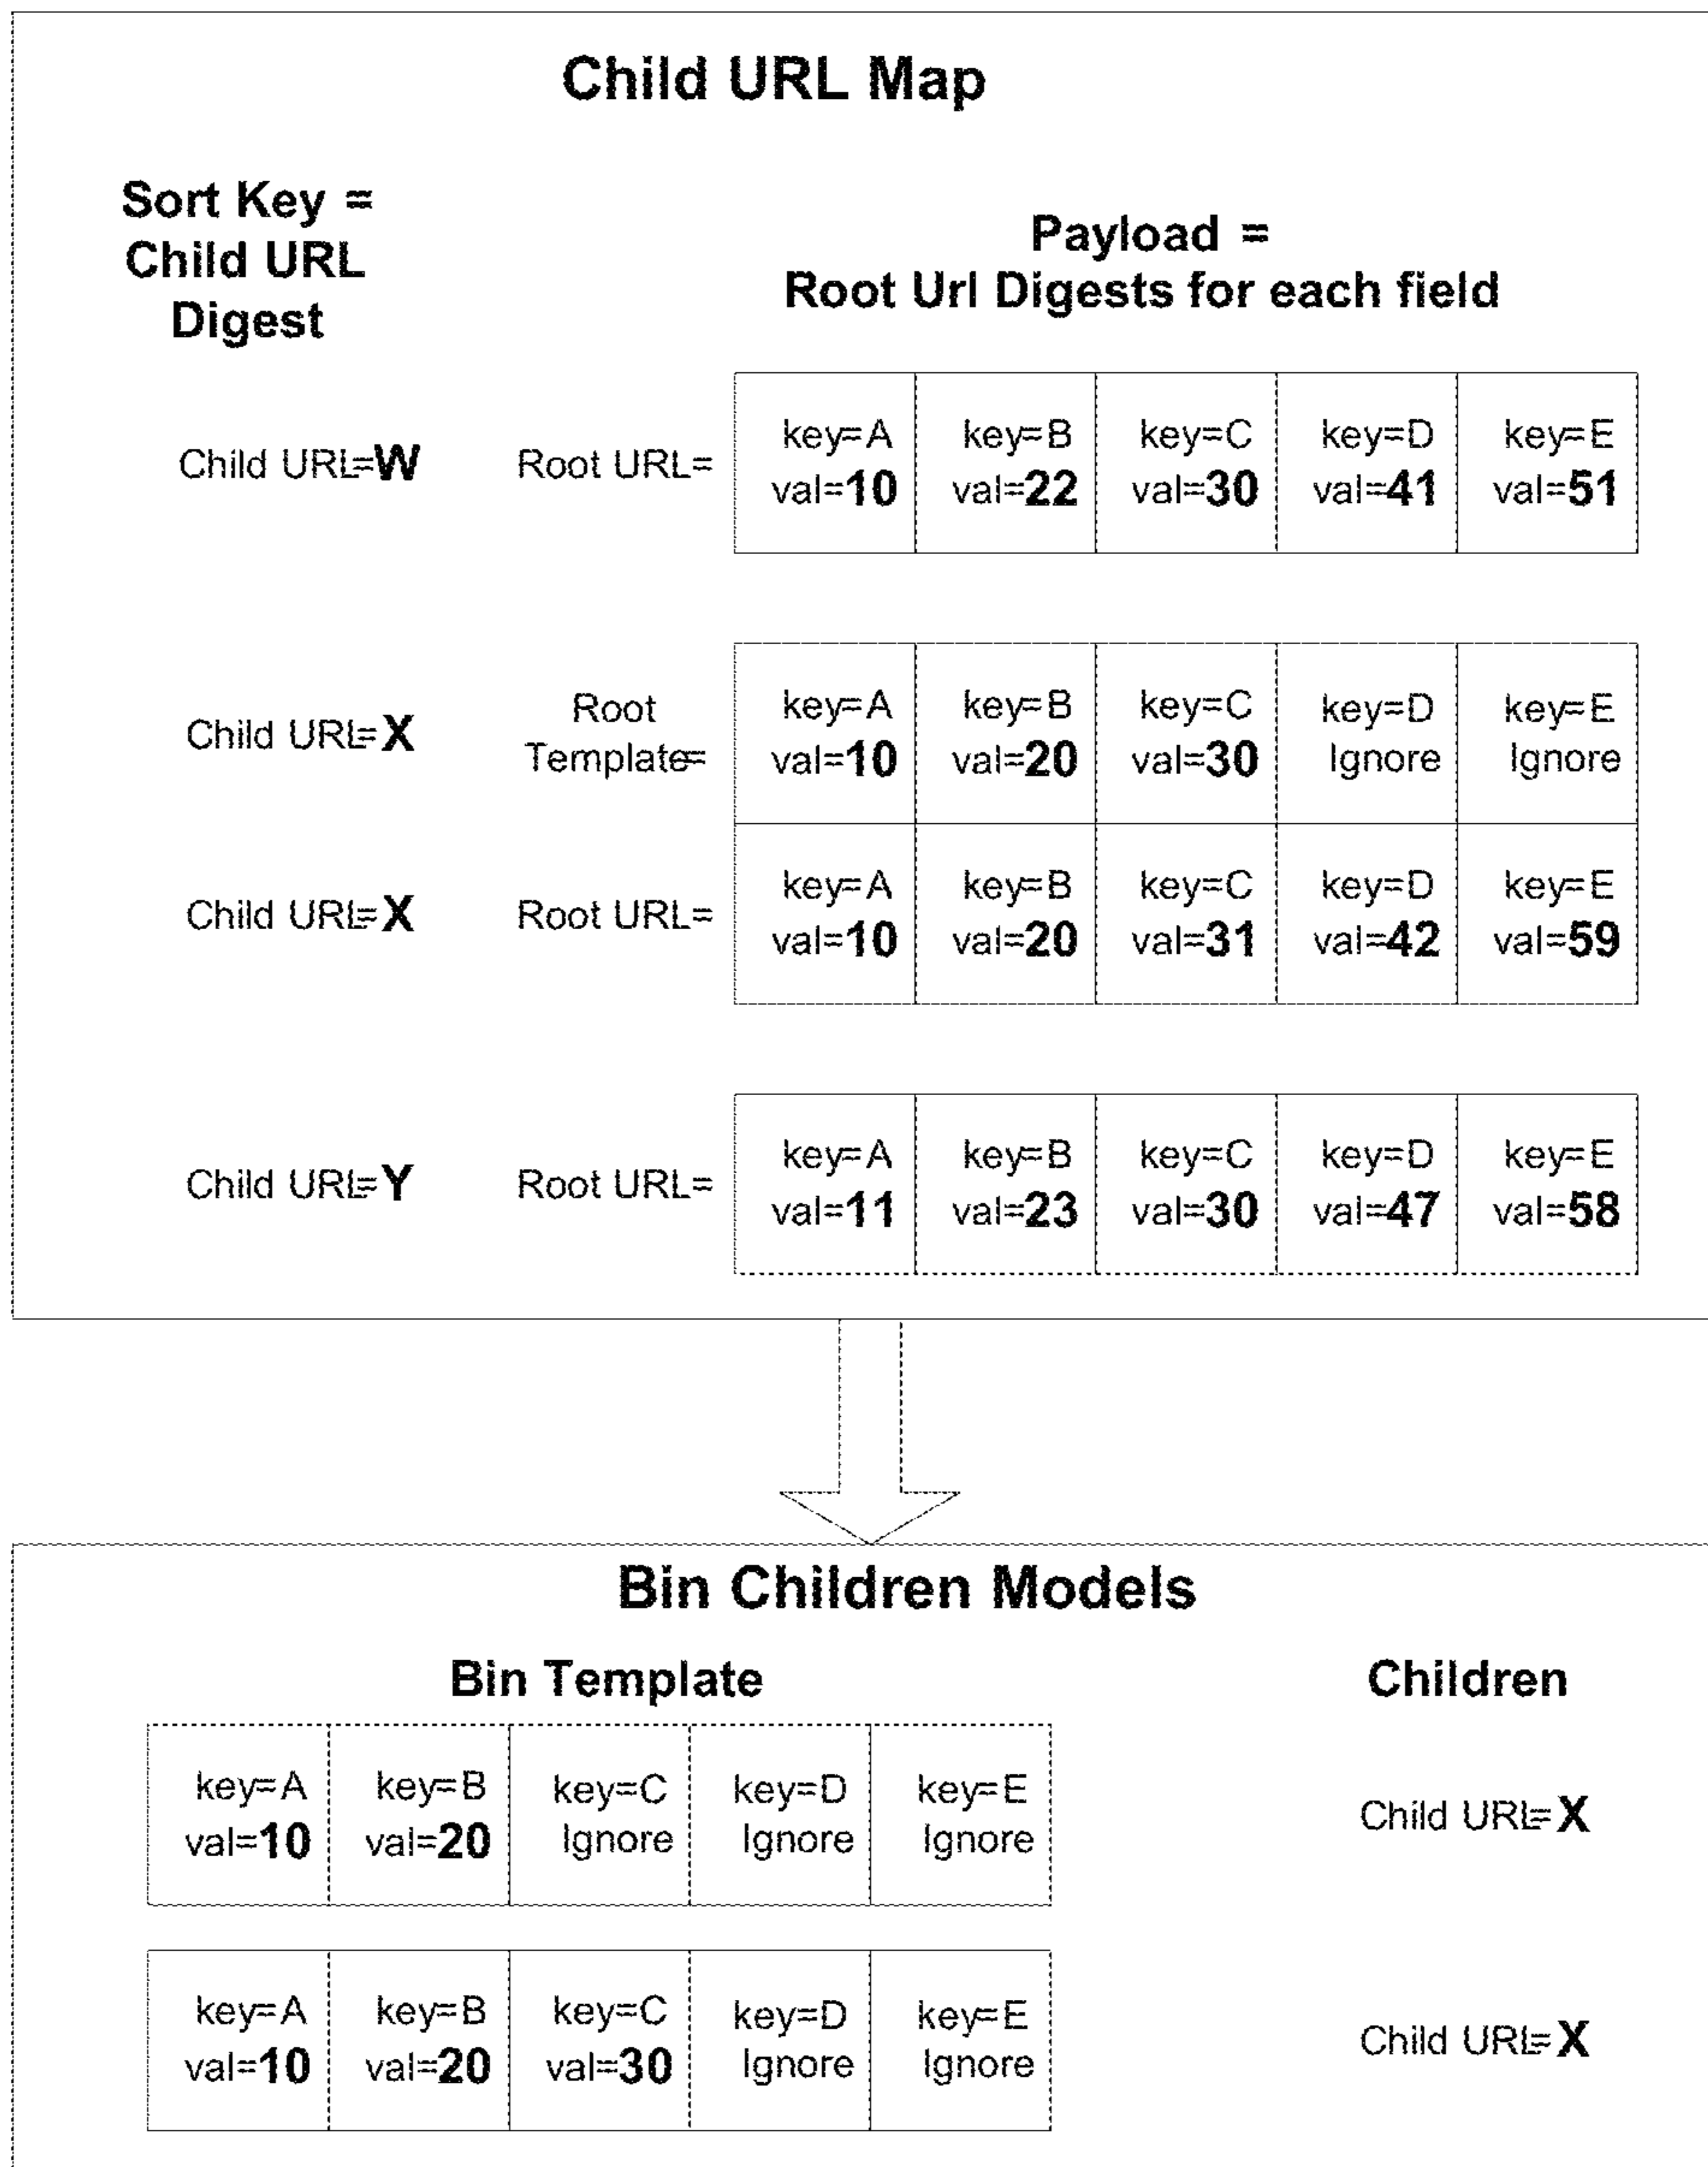 Child URL Map
Sort Key =
Child URL
Digest
Payload =
Root Url Digests for each field
Child URL=W Root URL=
key=A key=B key=C key=D key=E
val=10 val=22 val=30 val=41 val=51
Child URL=X Root
Template=
key=A key=B key=C key=D key=E
val=10 val=20 val=30 Ignore Ignore
Child URL=X Root URL=
key=A key=B key=C key=D key=E
val=10 val=20 val=31 val=42 val=59
Child URL=Y Root URL=
key=A key=B key=C key=D key=E
val=11 val=23 val=30 val=47 val=58
Bin Children Models
Bin Template Children
key=A key=B key=C key=D key=E
val=10 val=20 Ignore Ignore Ignore
Child URL=X
key=A key=B key=C key=D key=E
val=10 val=20 val=30 Ignore Ignore
Child URL=X